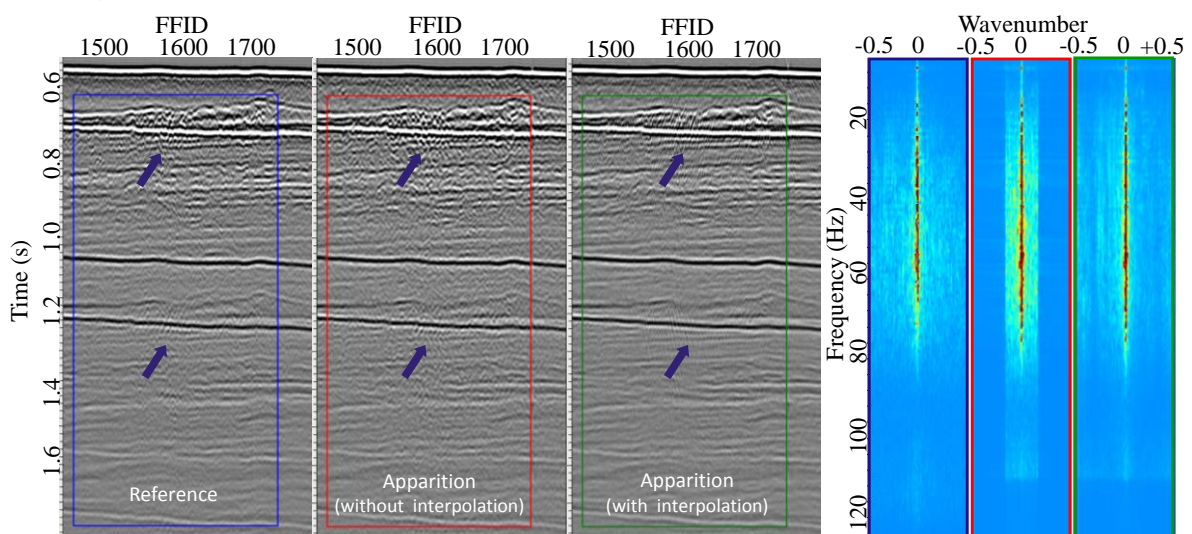 FFID FFID FFID
1500 1600 1700 1500 1600 1700 1500 1600 1700
Wavenumber
-0.5 0 -0.5 0 -0.5 0 +0.5
Time (s)
0.6
0.8
1.0
1.2
1.4
1.6
Reference
Apparition
(without interpolation)
Apparition
(with interpolation)
Frequency (Hz)
20
40
60
80
100
120